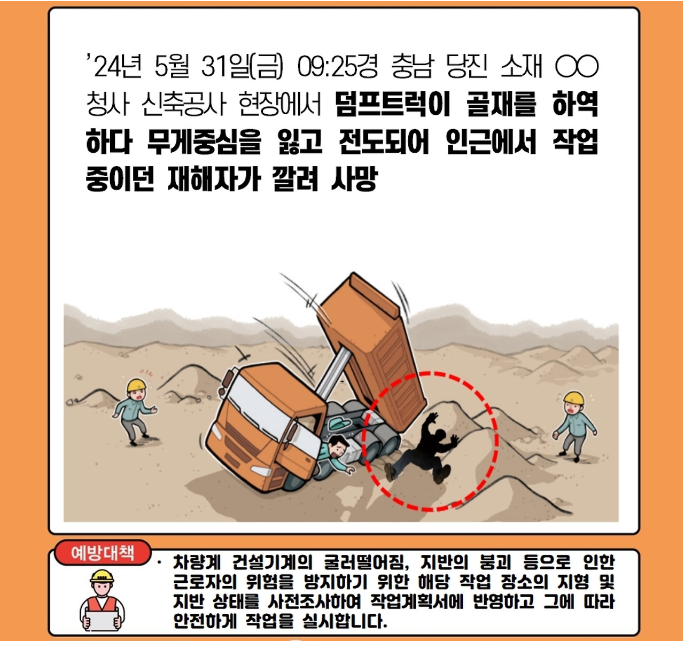 ’24년 5월 31일(금) 09:25경 충남 당진 소재 ○○
청사 신축공사 현장에서 덤프트럭이 골재를 하역
하다 무게중심을 잃고 전도되어 인근에서 작업
중이던 재해자가 깔려 사망
예방대책
· 차량계 건설기계의 굴러떨어짐, 지반의 붕괴 등으로 인한
근로자의 위험을 방지하기 위한 해당 작업 장소의 지형 및
지반 상태를 사전조사하여 작업계획서에 반영하고 그에 따라
안전하게 작업을 실시합니다.